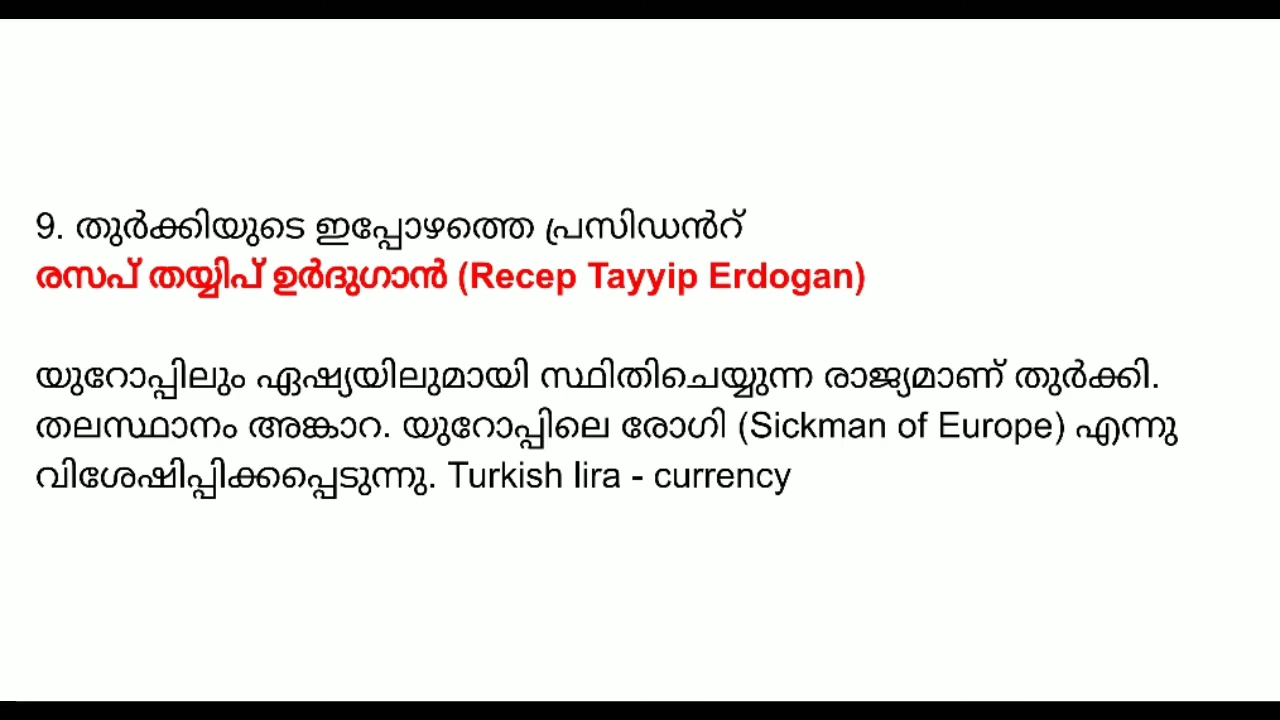 9. തുർക്കിയുടെ ഇപ്പോഴത്തെ പ്രസിഡൻറ്
രസപ് തയ്യിപ് ഉർദുഗാൻ (Recep Tayyip Erdogan)
യുറോപ്പിലും ഏഷ്യയിലുമായി സ്ഥിതിചെയ്യുന്ന രാജ്യമാണ് തുർക്കി.
തലസ്ഥാനം അങ്കാറ. യുറോപ്പിലെ രോഗി (Sickman of Europe) എന്നു
വിശേഷിപ്പിക്കപ്പെടുന്നു. Turkish lira - currency